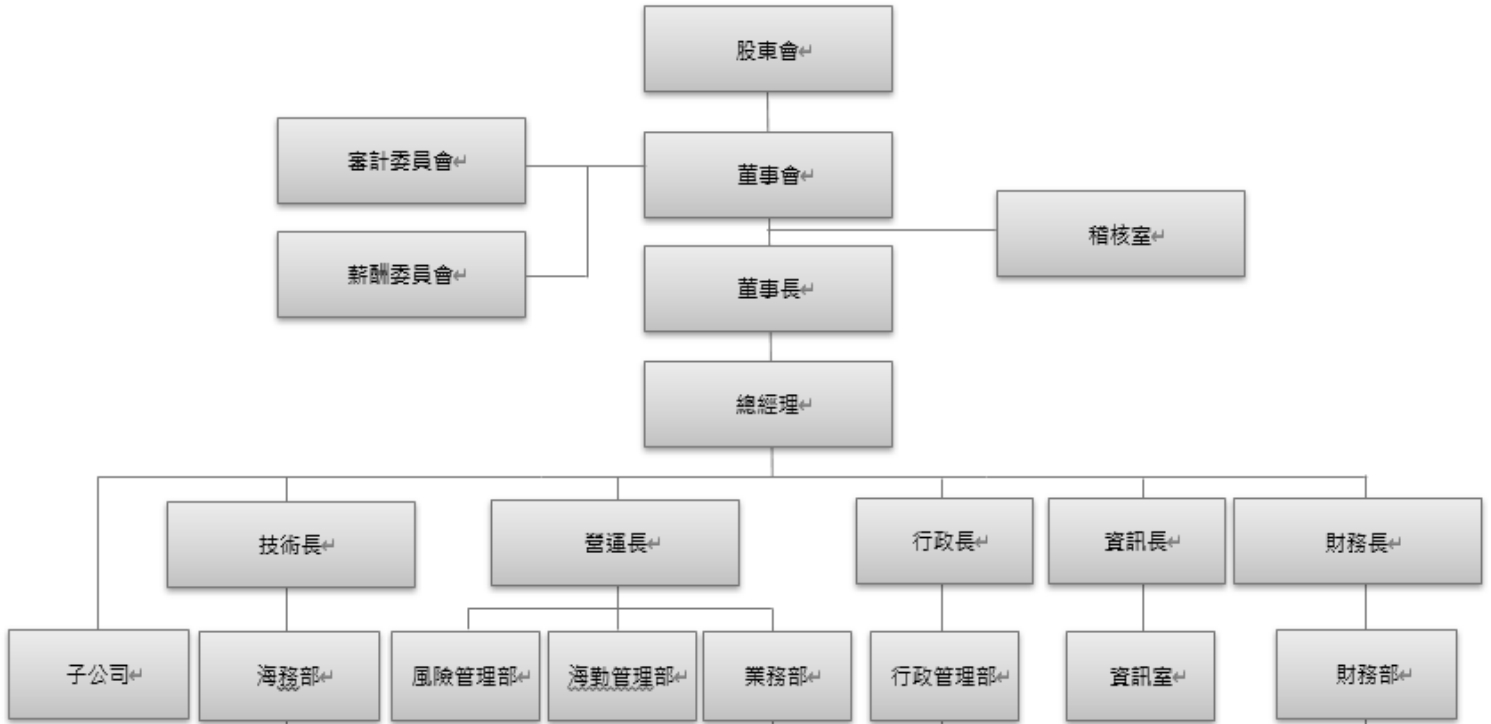 股東會
審計委員會
董事會
稽核室
薪酬委員會
董事長
總經理
技術長
營運長
行政長
資訊長
財務長
子公司
海務部
風險管理部
海勤管理部
業務部
行政管理部
資訊室
財務部